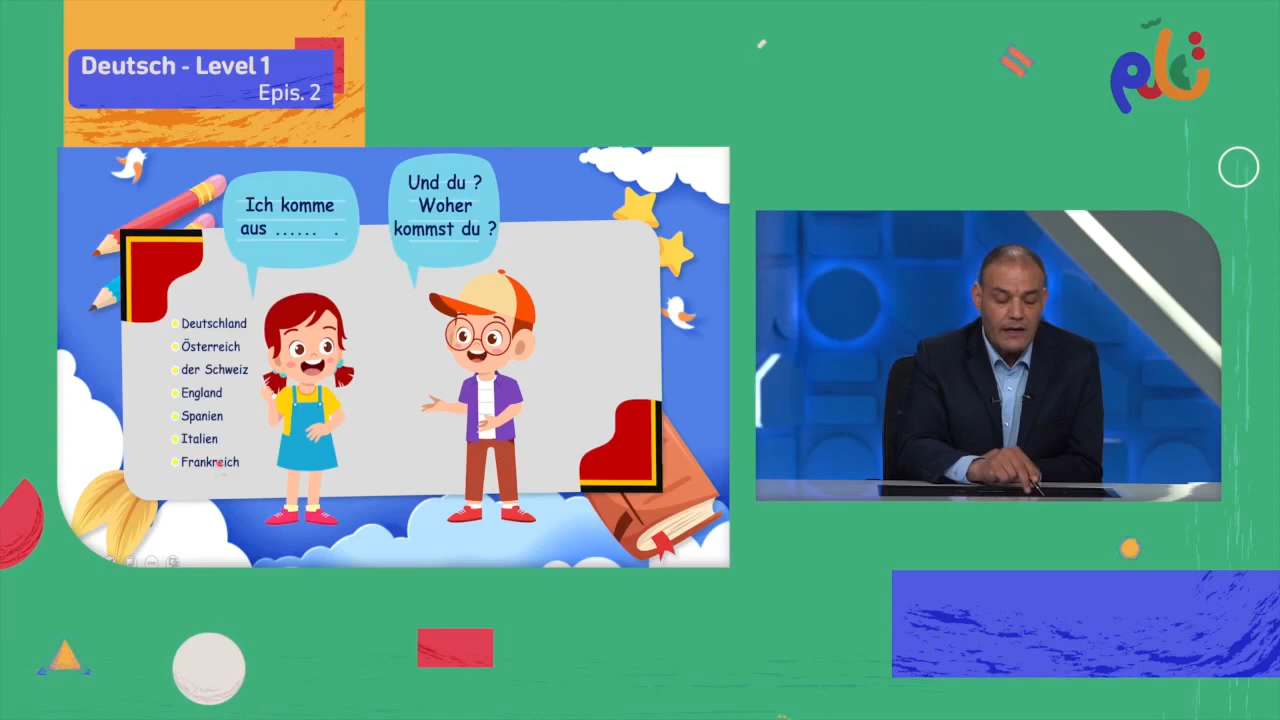 Deutsch - Level 1
Epis. 2
نتعلم
Ich komme
aus ...... .
Und du ?
Woher
kommst du ?
Deutschland
Österreich
der Schweiz
England
Spanien
Italien
Frankreich